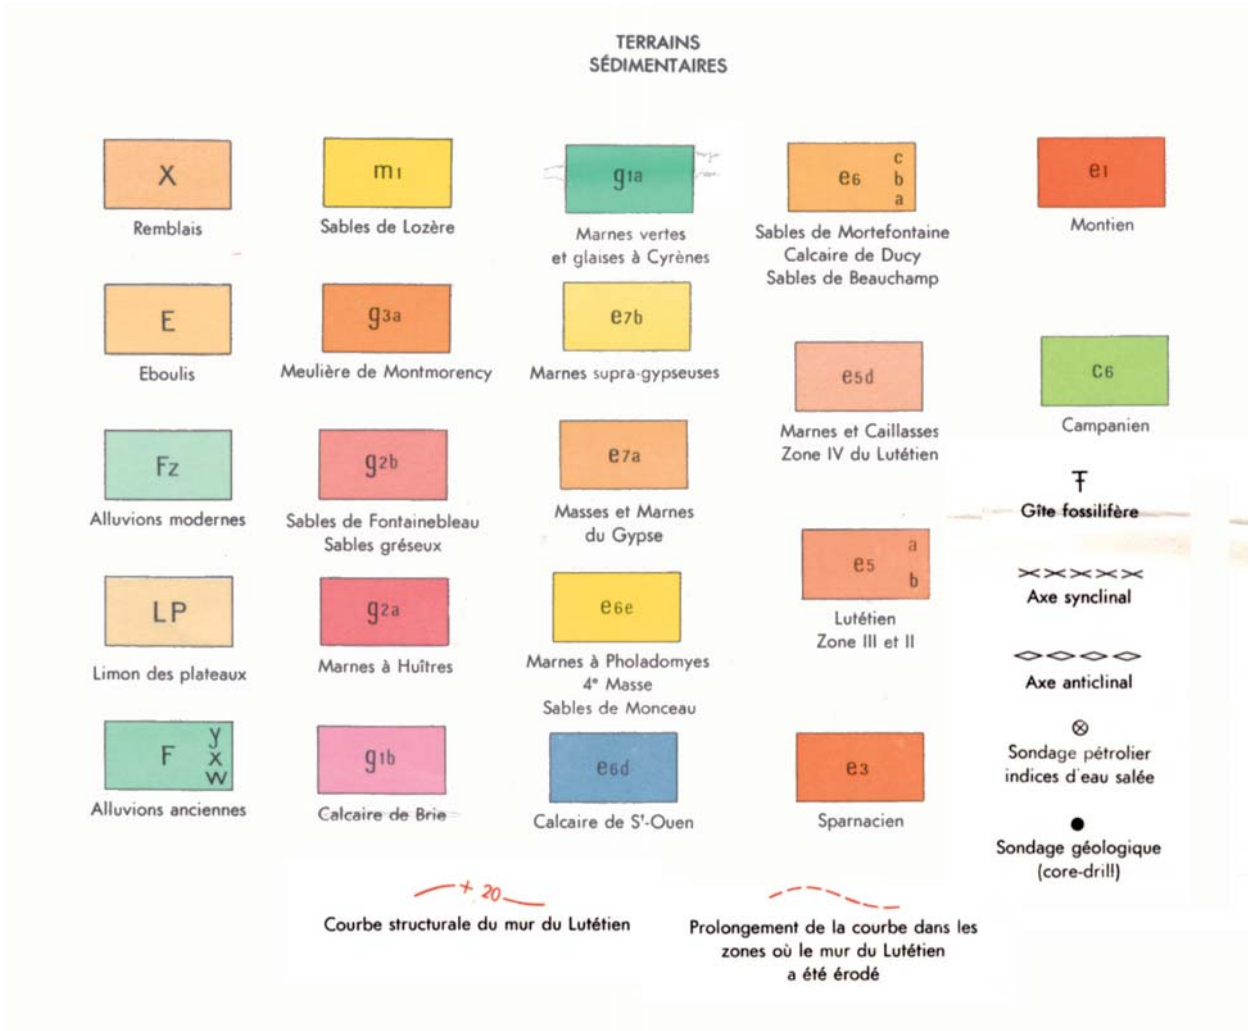 TERRAINS
SÉDIMENTAIRES
X
Remblais
E
Eboulis
Fz
Alluvions modernes
LP
Limon des plateaux
F y
x
w
Alluvions anciennes
m1
Sables de Lozère
g3a
Meulière de Montmorency
g2b
Sables de Fontainebleau
Sables gréseux
g2a
Marnes à Huîtres
g1b
Calcaire de Brie
g1a
Marnes vertes
et glaises à Cyrènes
e7b
Marnes supra-gypseuses
e7a
Masses et Marnes
du Gypse
e6e
Marnes à Pholadomyes
4e Masse
Sables de Monceau
e6d
Calcaire de St-Ouen
e6 c
b
a
Sables de Mortefontaine
Calcaire de Ducy
Sables de Beauchamp
e5d
Marnes et Caillasses
Zone IV du Lutétien
e5 a
b
Lutétien
Zone III et II
e3
Sparnacien
e1
Montien
c6
Campanien
Gîte fossilifère
Axe synclinal
Axe anticlinal
Sondage pétrolier
indices d'eau salée
Sondage géologique
(core-drill)
+ 20
Courbe structurale du mur du Lutétien
Prolongement de la courbe dans les
zones où le mur du Lutétien
a été érodé